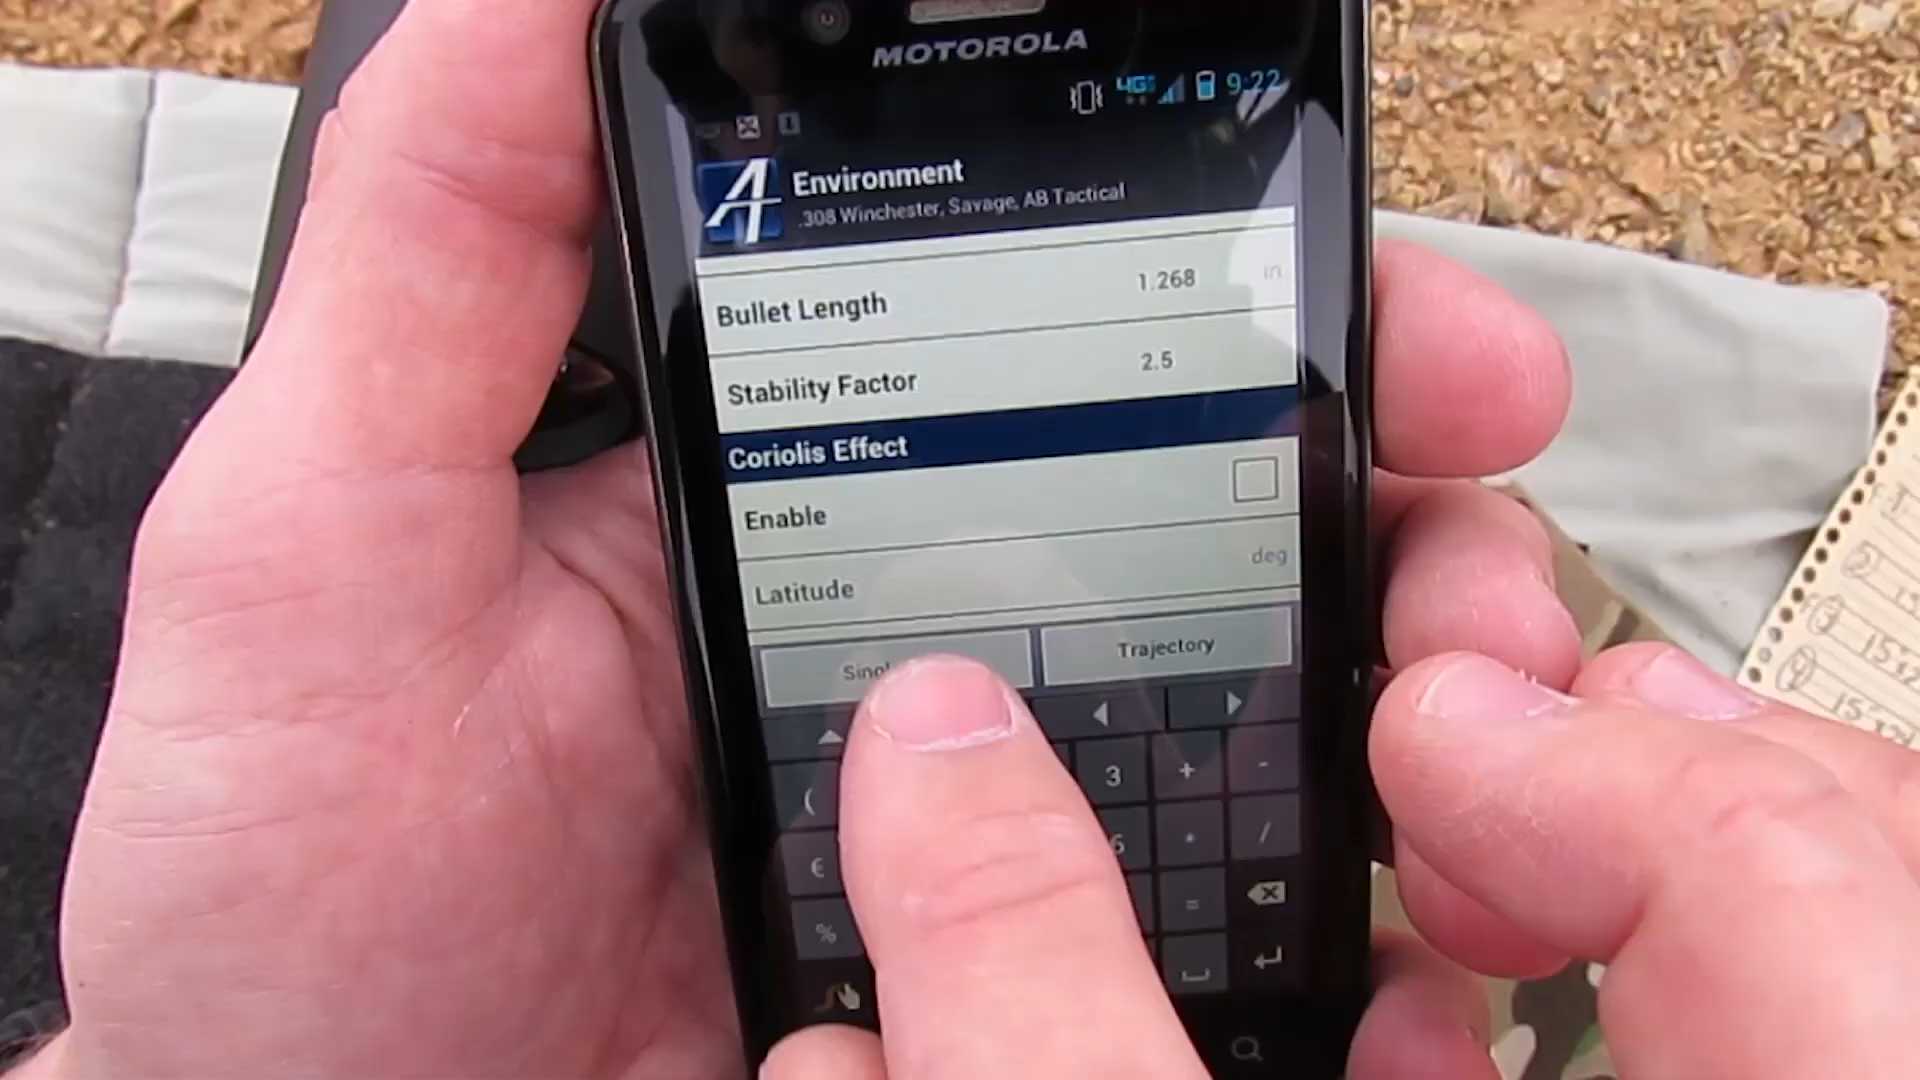 MOTOROLA
4G 9:22
Environment
.308 Winchester, Savage, AB Tactical
Bullet Length 1.268 in
Stability Factor 2.5
Coriolis Effect
Enable
Latitude deg
Trajectory
( 3 + -
€ * /
% =